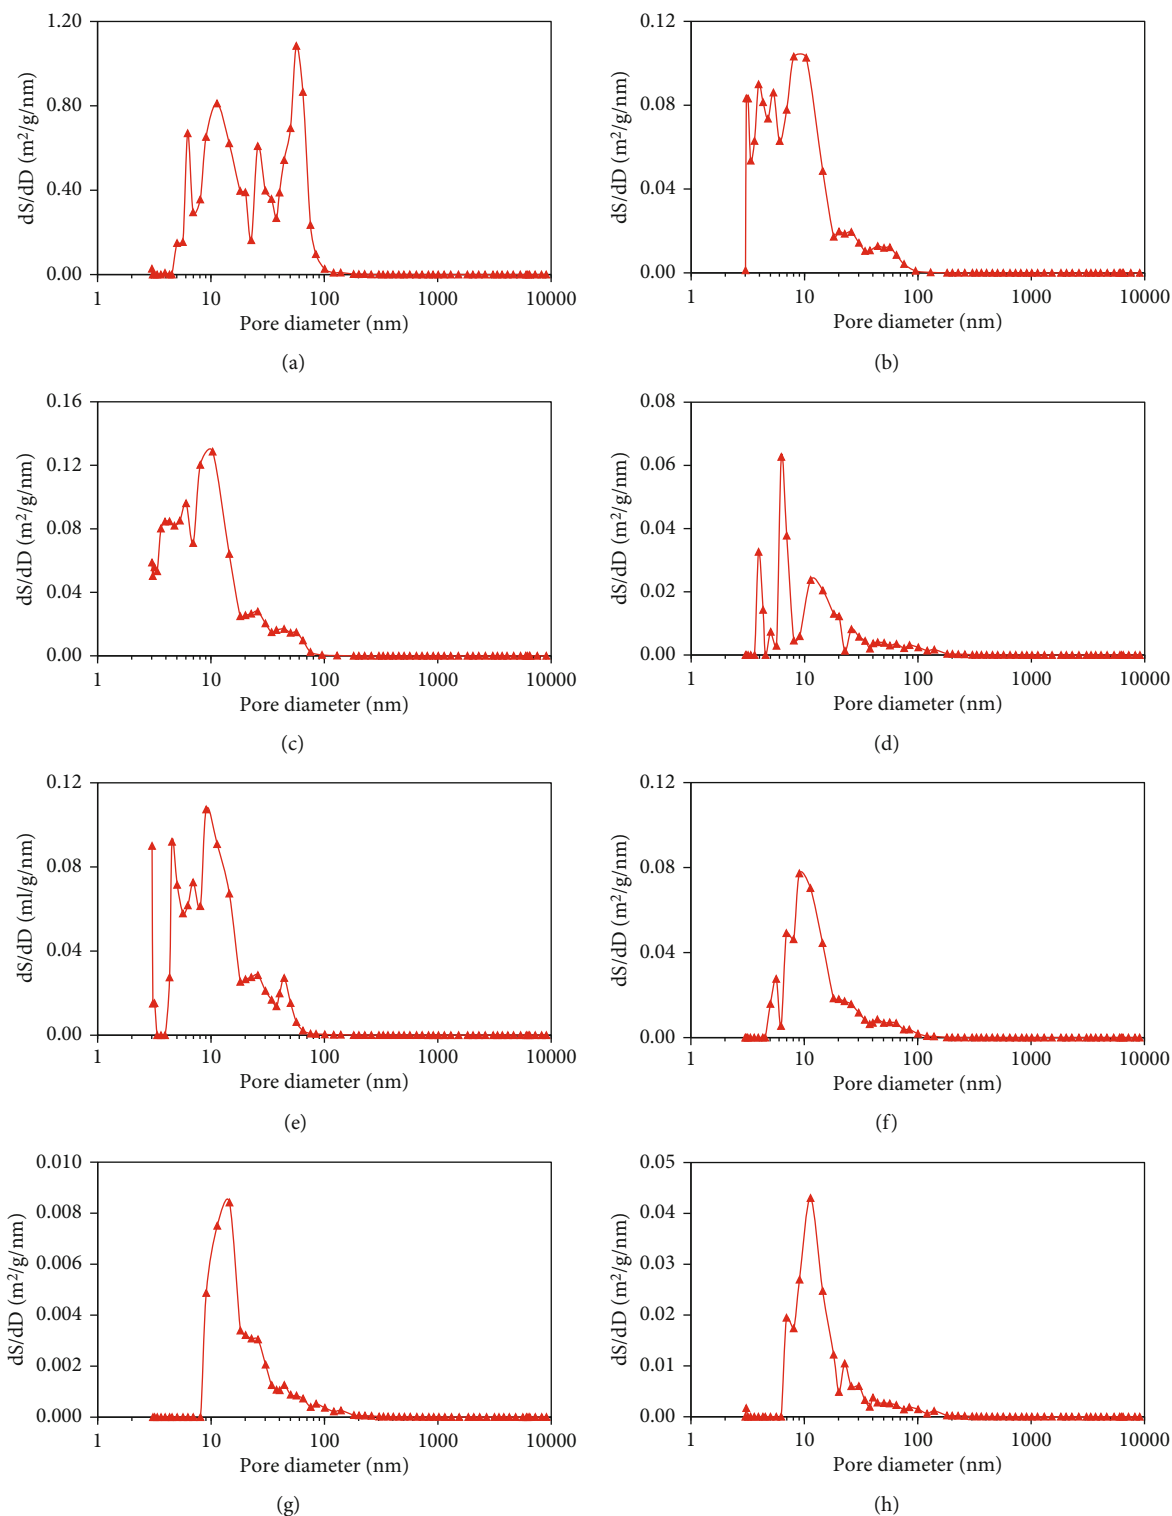 1.20
0.80
0.40
0.00
dS/dD (m²/g/nm)
1 10 100 1000 10000
Pore diameter (nm)
(a)
0.12
0.08
0.04
0.00
dS/dD (m²/g/nm)
1 10 100 1000 10000
Pore diameter (nm)
(b)
0.16
0.12
0.08
0.04
0.00
dS/dD (m²/g/nm)
1 10 100 1000 10000
Pore diameter (nm)
(c)
0.08
0.06
0.04
0.02
0.00
dS/dD (m²/g/nm)
1 10 100 1000 10000
Pore diameter (nm)
(d)
0.12
0.08
0.04
0.00
dS/dD (ml/g/nm)
1 10 100 1000 10000
Pore diameter (nm)
(e)
0.12
0.08
0.04
0.00
dS/dD (m²/g/nm)
1 10 100 1000 10000
Pore diameter (nm)
(f)
0.010
0.008
0.006
0.004
0.002
0.000
dS/dD (m²/g/nm)
1 10 100 1000 10000
Pore diameter (nm)
(g)
0.05
0.04
0.03
0.02
0.01
0.00
dS/dD (m²/g/nm)
1 10 100 1000 10000
Pore diameter (nm)
(h)